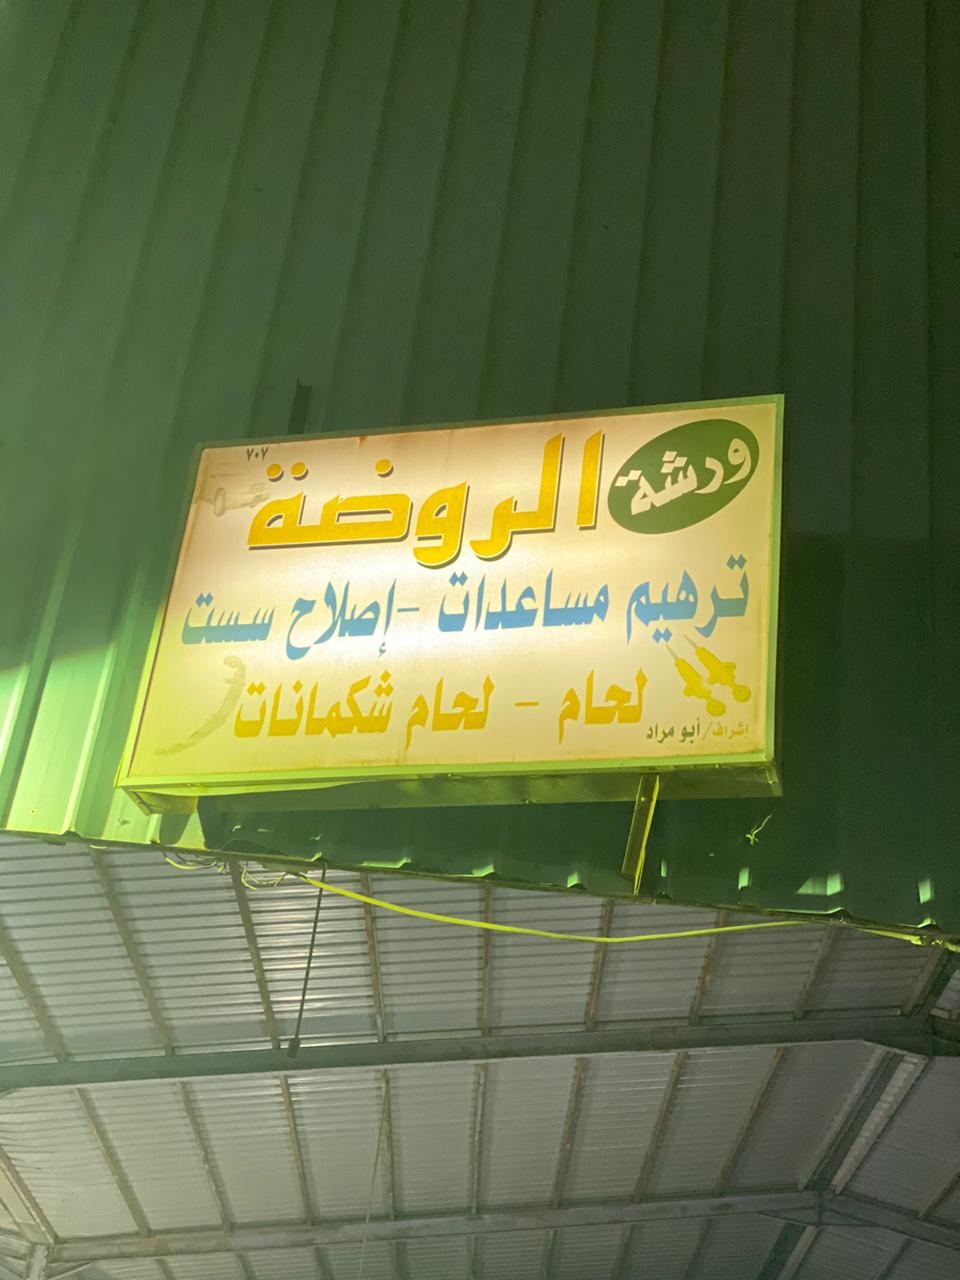 ورشة الروضة ٧٠٧
ترهيم مساعدات - إصلاح سست
لحام - لحام شكمانات
إشراف / أبو مراد